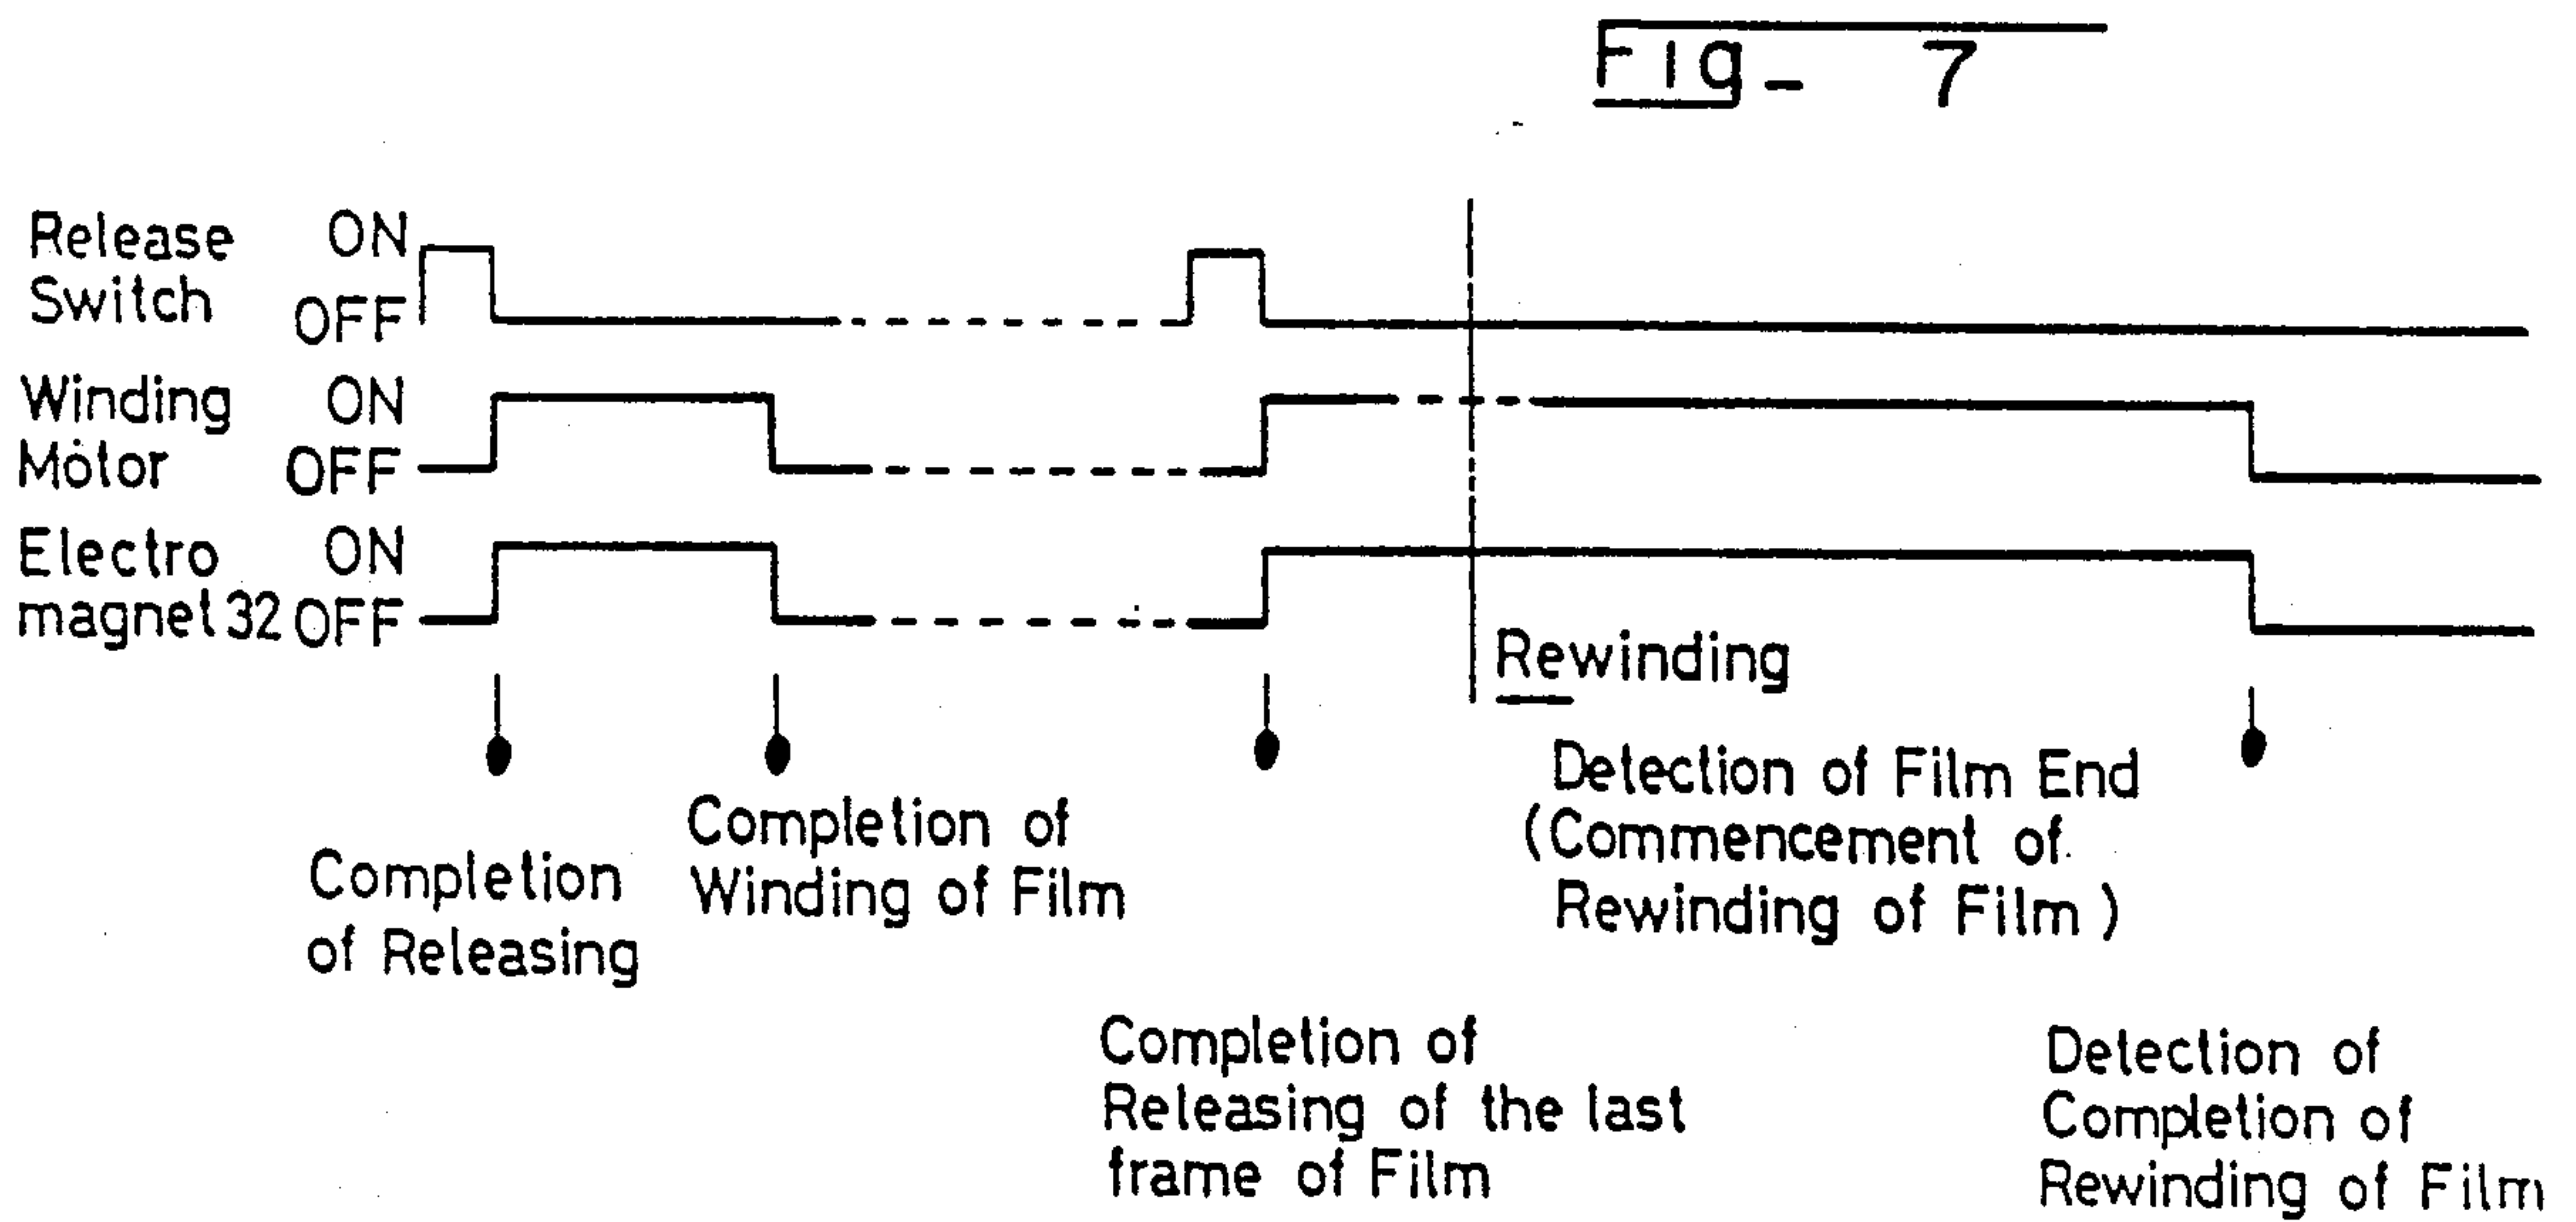 Fig_ 7
Release ON
Switch OFF
Winding ON
Motor OFF
Electro ON
magnet 32 OFF
Rewinding
Completion
of Releasing
Completion of
Winding of Film
Detection of Film End
(Commencement of
Rewinding of Film)
Completion of
Releasing of the last
frame of Film
Detection of
Completion of
Rewinding of Film